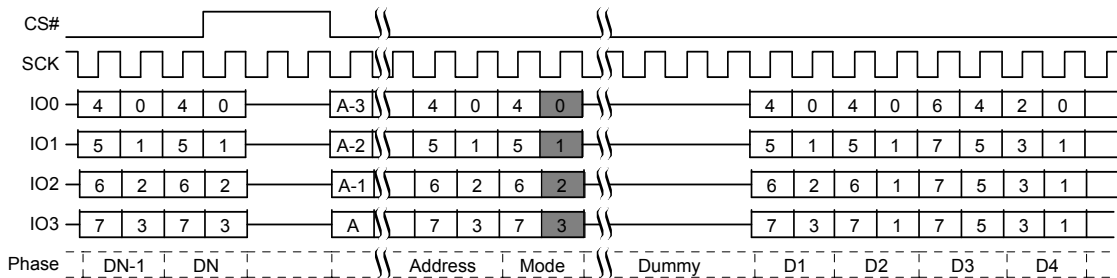 CS#
SCK
IO0 4 0 4 0 A-3 4 0 4 0 4 0 4 0 6 4 2 0
IO1 5 1 5 1 A-2 5 1 5 1 5 1 5 1 7 5 3 1
IO2 6 2 6 2 A-1 6 2 6 2 6 2 6 1 7 5 3 1
IO3 7 3 7 3 A 7 3 7 3 7 3 7 1 7 5 3 1
Phase DN-1 DN Address Mode Dummy D1 D2 D3 D4